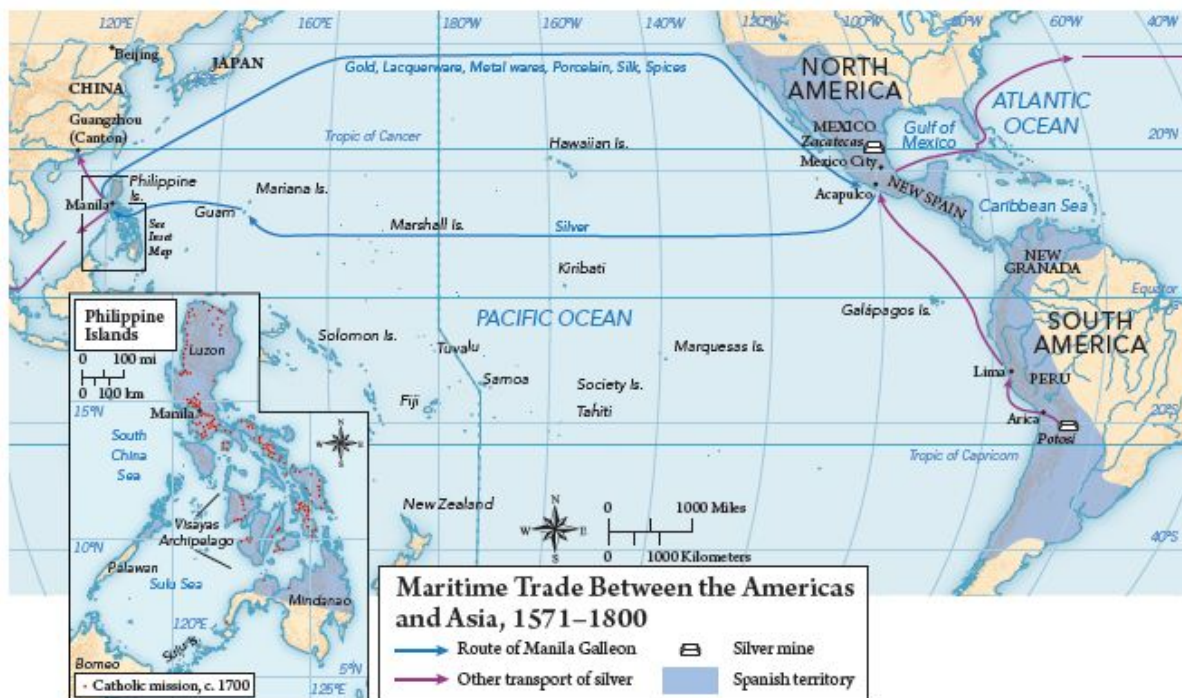 120°E
160°E
180°W
160°W
140°W
120°W
100°W
80°W
60°W
40°W
Beijing
JAPAN
CHINA
Guangzhou
(Canton)
Gold, Lacquerware, Metal wares, Porcelain, Silk, Spices
NORTH
AMERICA
ATLANTIC
OCEAN
Tropic of Cancer
Hawaiian Is.
MEXICO
Zacatecas
Mexico City
Gulf of
Mexico
20°N
Philippine
Is.
Manila
Mariana Is.
Guam
Acapulco
NEW SPAIN
Caribbean Sea
See
Inset
Map
Marshall Is.
Silver
Kiribati
NEW
GRANADA
Equator
Galápagos Is.
PACIFIC OCEAN
SOUTH
AMERICA
Solomon Is.
Tuvalu
Marquesas Is.
Samoa
Society Is.
Fiji
Tahiti
Lima
PERU
Arica
Potosí
20°S
Tropic of Capricorn
New Zealand
40°S
N
W E
S
0 1000 Miles
0 1000 Kilometers
Philippine
Islands
0 100 mi
0 100 km
Luzon
15°N
Manila
South
China
Sea
N
W E
S
Visayas
Archipelago
10°N
Palawan
Sulu Sea
Mindanao
120°E
Sulu Is.
Borneo
5°N
125°E
Catholic mission, c. 1700
Maritime Trade Between the Americas
and Asia, 1571–1800
Route of Manila Galleon
Silver mine
Other transport of silver
Spanish territory